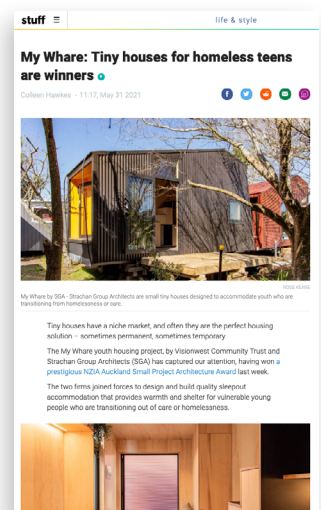 stuff
life & style
My Whare: Tiny houses for homeless teens
are winners
Colleen Hawkes - 11:17, May 31 2021
My Whare by SGA - Strachan Group Architects are small tiny houses designed to accommodate youth who are
transitioning from homelessness or care.
Tiny houses have a niche market, and often they are the perfect housing
solution – sometimes permanent, sometimes temporary.
The My Whare youth housing project, by Visionwest Community Trust and
Strachan Group Architects (SGA) has captured our attention, having won a
prestigious NZIA Auckland Small Project Architecture Award last week.
The two firms joined forces to design and build quality sleepout
accommodation that provides warmth and shelter for vulnerable young
people who are transitioning out of care or homelessness.